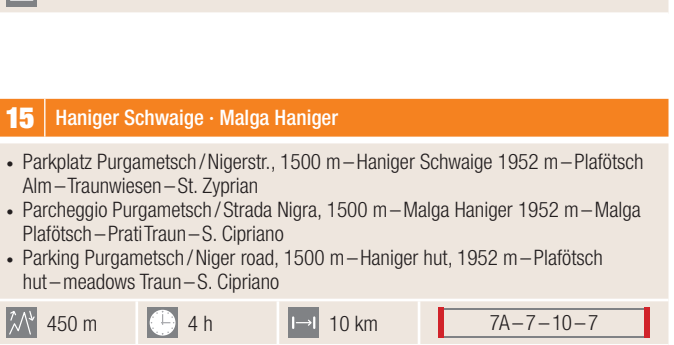 15 Haniger Schwaige · Malga Haniger
• Parkplatz Purgametsch/Nigerstr., 1500 m–Haniger Schwaige 1952 m–Plafötsch
Alm–Traunwiesen–St. Zyprian
• Parcheggio Purgametsch/Strada Nigra, 1500 m–Malga Haniger 1952 m–Malga
Plafötsch–PratiTraun–S. Cipriano
• Parking Purgametsch/Niger road, 1500 m–Haniger hut, 1952 m–Plafötsch
hut–meadows Traun–S. Cipriano
450 m 4 h 10 km 7A–7–10–7